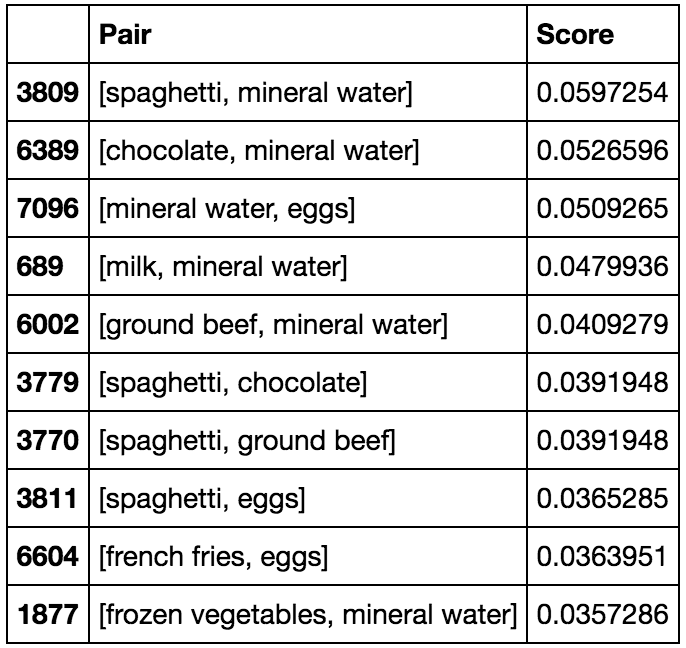 Pair Score
3809 [spaghetti, mineral water] 0.0597254
6389 [chocolate, mineral water] 0.0526596
7096 [mineral water, eggs] 0.0509265
689 [milk, mineral water] 0.0479936
6002 [ground beef, mineral water] 0.0409279
3779 [spaghetti, chocolate] 0.0391948
3770 [spaghetti, ground beef] 0.0391948
3811 [spaghetti, eggs] 0.0365285
6604 [french fries, eggs] 0.0363951
1877 [frozen vegetables, mineral water] 0.0357286